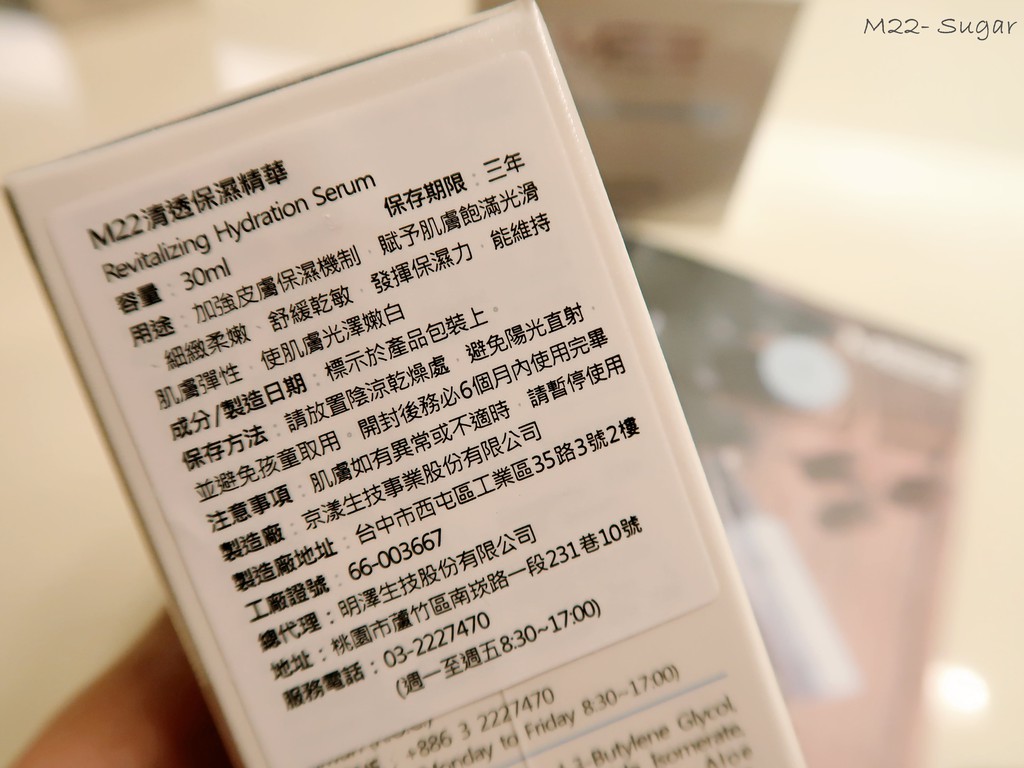 M22- Sugar
M22清透保濕精華
Revitalizing Hydration Serum
容量：30ml 保存期限：三年
用途：加強皮膚保濕機制，賦予肌膚飽滿光滑
、細緻柔嫩、舒緩乾敏，發揮保濕力，能維持
肌膚彈性，使肌膚光澤嫩白
成分/製造日期：標示於產品包裝上。
保存方法：請放置陰涼乾燥處，避免陽光直射，
並避免孩童取用，開封後務必6個月內使用完畢
注意事項：肌膚如有異常或不適時，請暫停使用
製造廠：京漾生技事業股份有限公司
製造廠地址：台中市西屯區工業區35路3號2樓
工廠證號：66-003667
總代理：明澤生技股份有限公司
地址：桃園市蘆竹區南崁路一段231巷10號
服務電話：03-2227470
(週一至週五8:30~17:00)
+886 3 2227470
Monday to Friday 8:30~17:00)
1,3-Butylene Glycol,
Isomerate,
Aloe